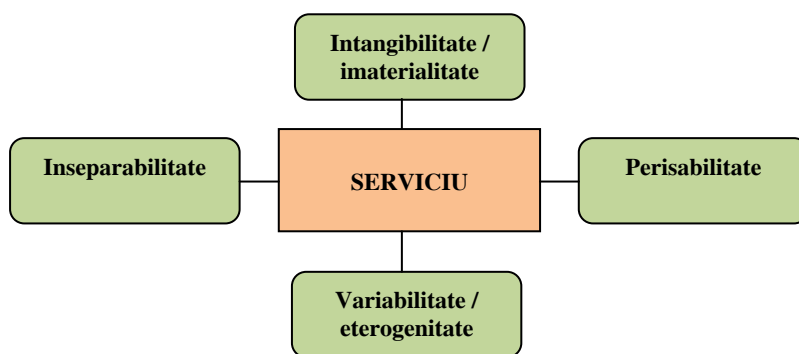 Intangibilitate /
imaterialitate
Inseparabilitate
SERVICIU
Perisabilitate
Variabilitate /
eterogenitate